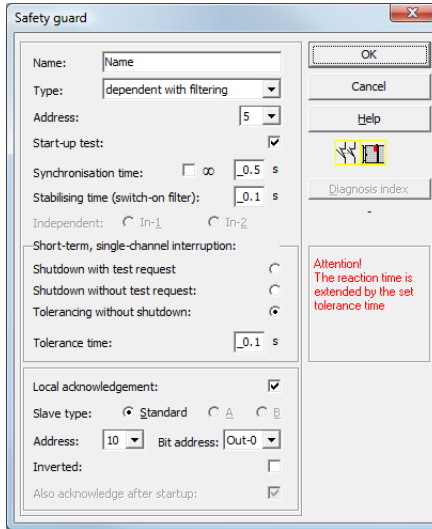 Safety guard
Name: Name
Type: dependent with filtering
Address: 5
Start-up test:
Synchronisation time: ∞ _0.5 s
Stabilising time (switch-on filter): _0.1 s
Independent: In-1 In-2
Short-term, single-channel interruption:
Shutdown with test request
Shutdown without test request:
Tolerancing without shutdown:
Tolerance time: _0.1 s
Local acknowledgement:
Slave type: Standard A B
Address: 10 Bit address: Out-0
Inverted:
Also acknowledge after startup:
OK
Cancel
Help
Diagnosis index
-
Attention!
The reaction time is
extended by the set
tolerance time